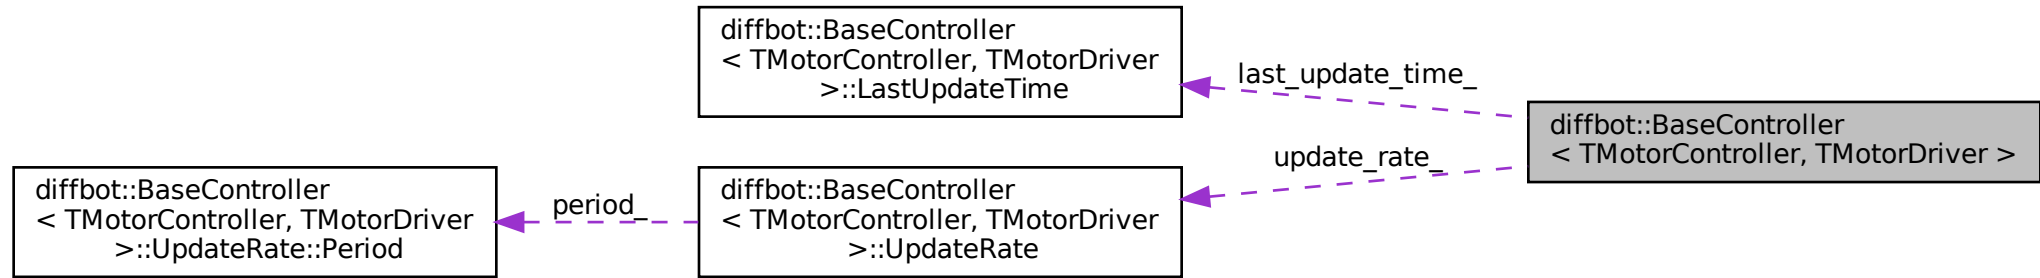 diffbot::BaseController
< TMotorController, TMotorDriver
>::LastUpdateTime
last_update_time_
diffbot::BaseController
< TMotorController, TMotorDriver >
update_rate_
diffbot::BaseController
< TMotorController, TMotorDriver
>::UpdateRate::Period
period_
diffbot::BaseController
< TMotorController, TMotorDriver
>::UpdateRate